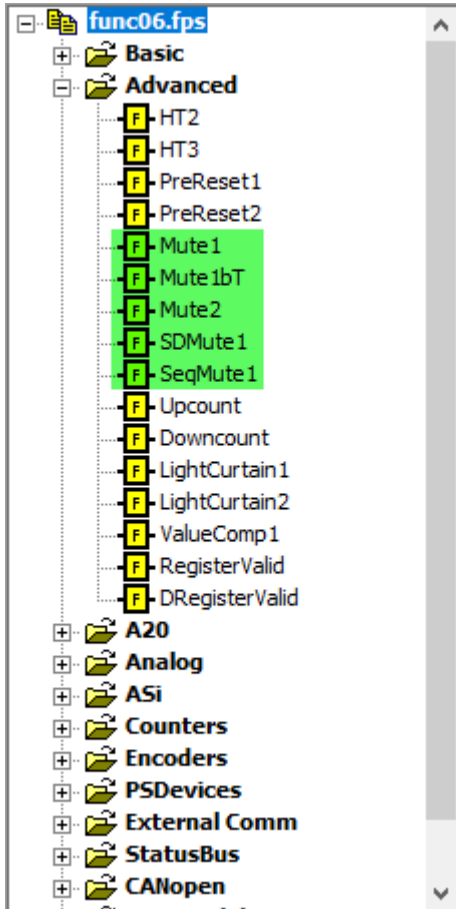 func06.fps
Basic
Advanced
F HT2
F HT3
F PreReset1
F PreReset2
F Mute1
F Mute1bT
F Mute2
F SDMute1
F SeqMute1
F Upcount
F Downcount
F LightCurtain1
F LightCurtain2
F ValueComp1
F RegisterValid
F DRegisterValid
A20
Analog
ASi
Counters
Encoders
PSDevices
External Comm
StatusBus
CANopen